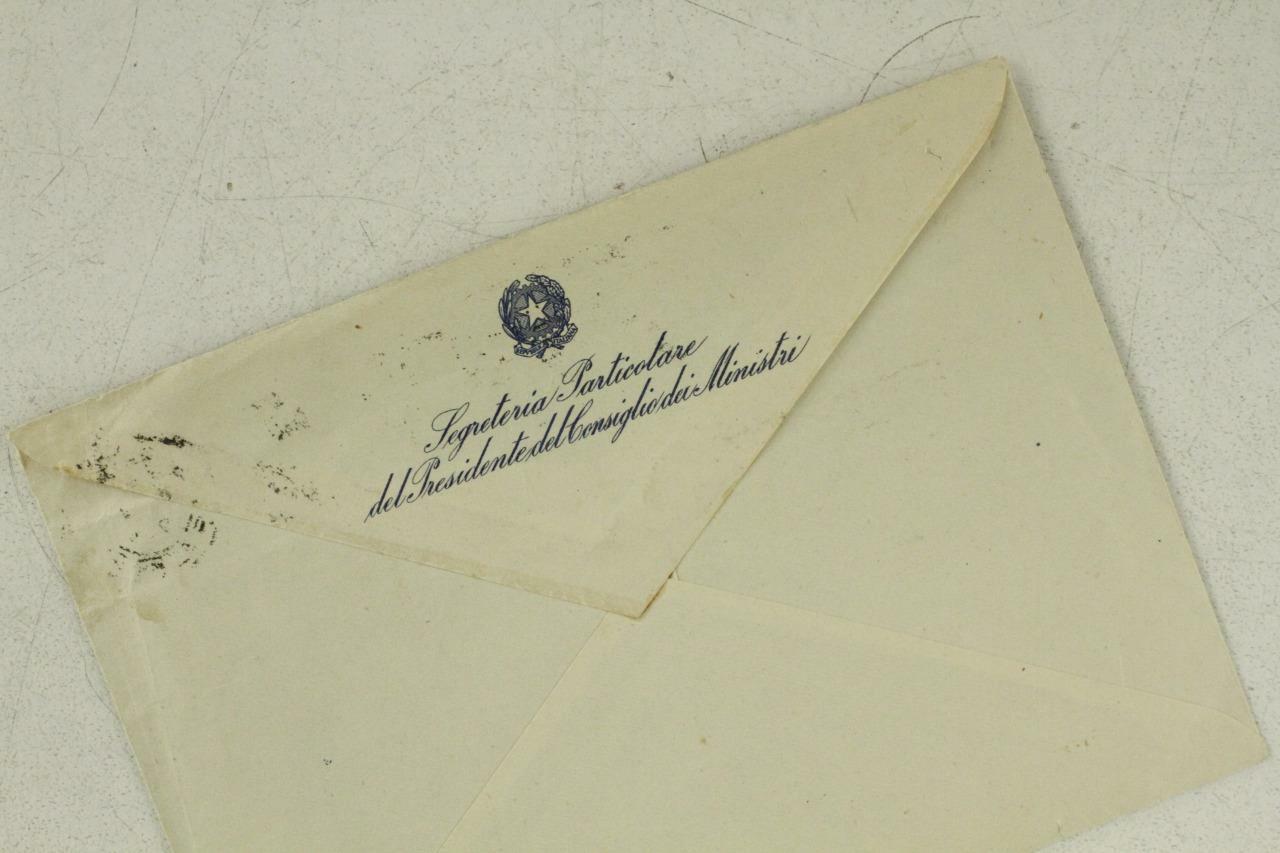 Segreteria Particolare
del Presidente del Consiglio dei Ministri